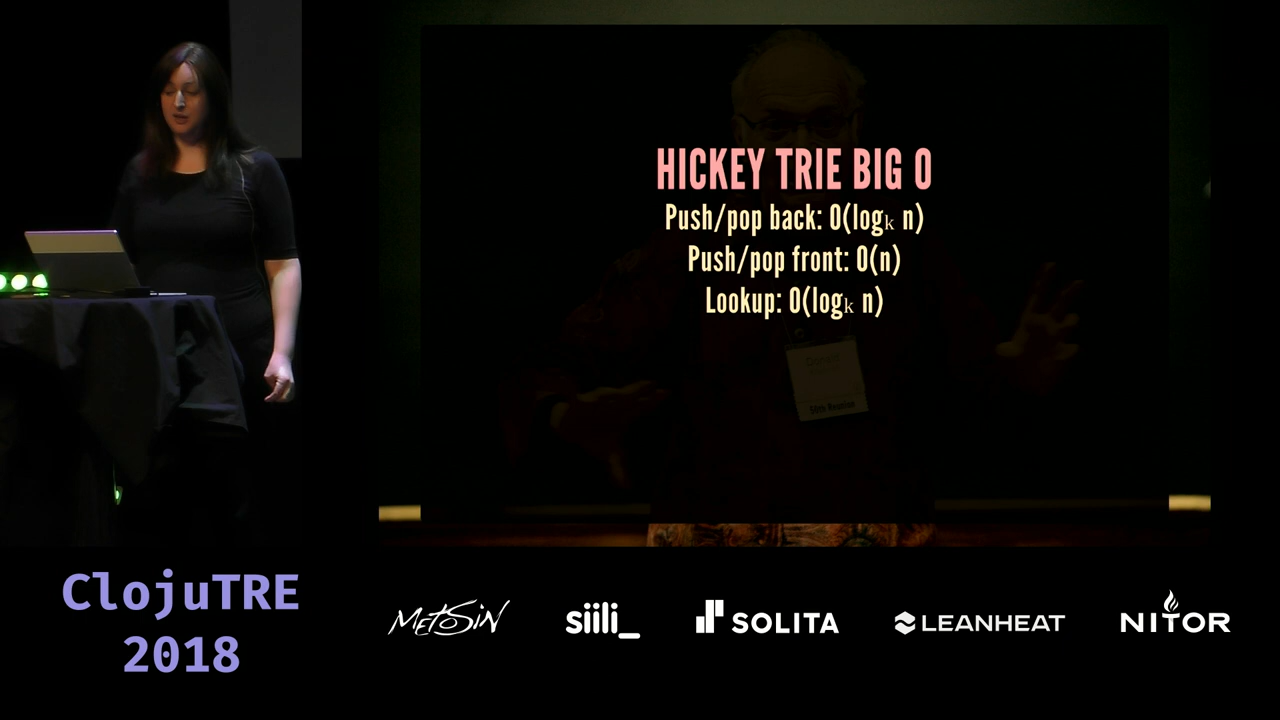 HICKEY TRIE BIG O
Push/pop back: O(logk n)
Push/pop front: O(n)
Lookup: O(logk n)
ClojuTRE
2018
METOSIN
siili_
SOLITA
LEANHEAT
NITOR